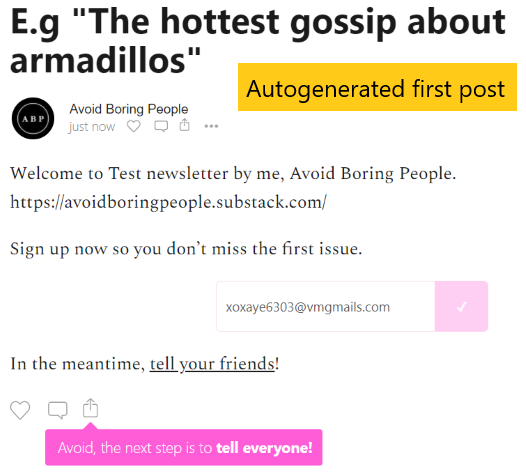 E.g "The hottest gossip about
armadillos"
Autogenerated first post
ABP
Avoid Boring People
just now
Welcome to Test newsletter by me, Avoid Boring People.
https://avoidboringpeople.substack.com/
Sign up now so you don’t miss the first issue.
xoxaye6303@vmgmails.com
In the meantime, tell your friends!
Avoid, the next step is to tell everyone!